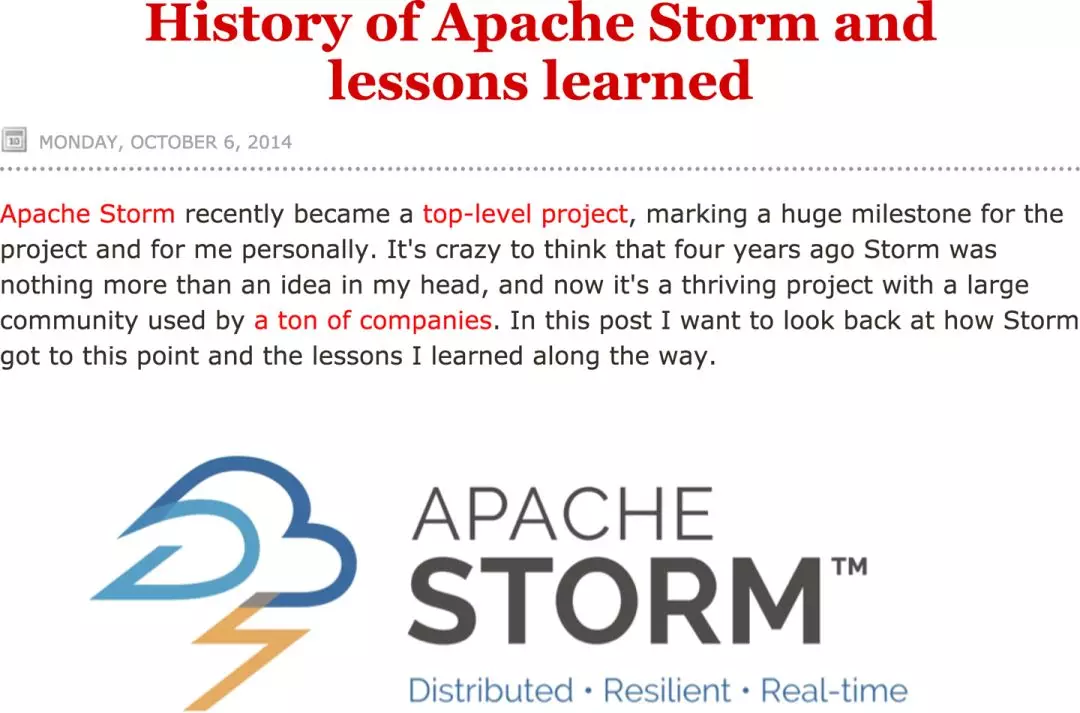 History of Apache Storm and
lessons learned
10
MONDAY, OCTOBER 6, 2014
Apache Storm recently became a top-level project, marking a huge milestone for the
project and for me personally. It's crazy to think that four years ago Storm was
nothing more than an idea in my head, and now it's a thriving project with a large
community used by a ton of companies. In this post I want to look back at how Storm
got to this point and the lessons I learned along the way.
APACHE
STORM™
Distributed • Resilient • Real-time